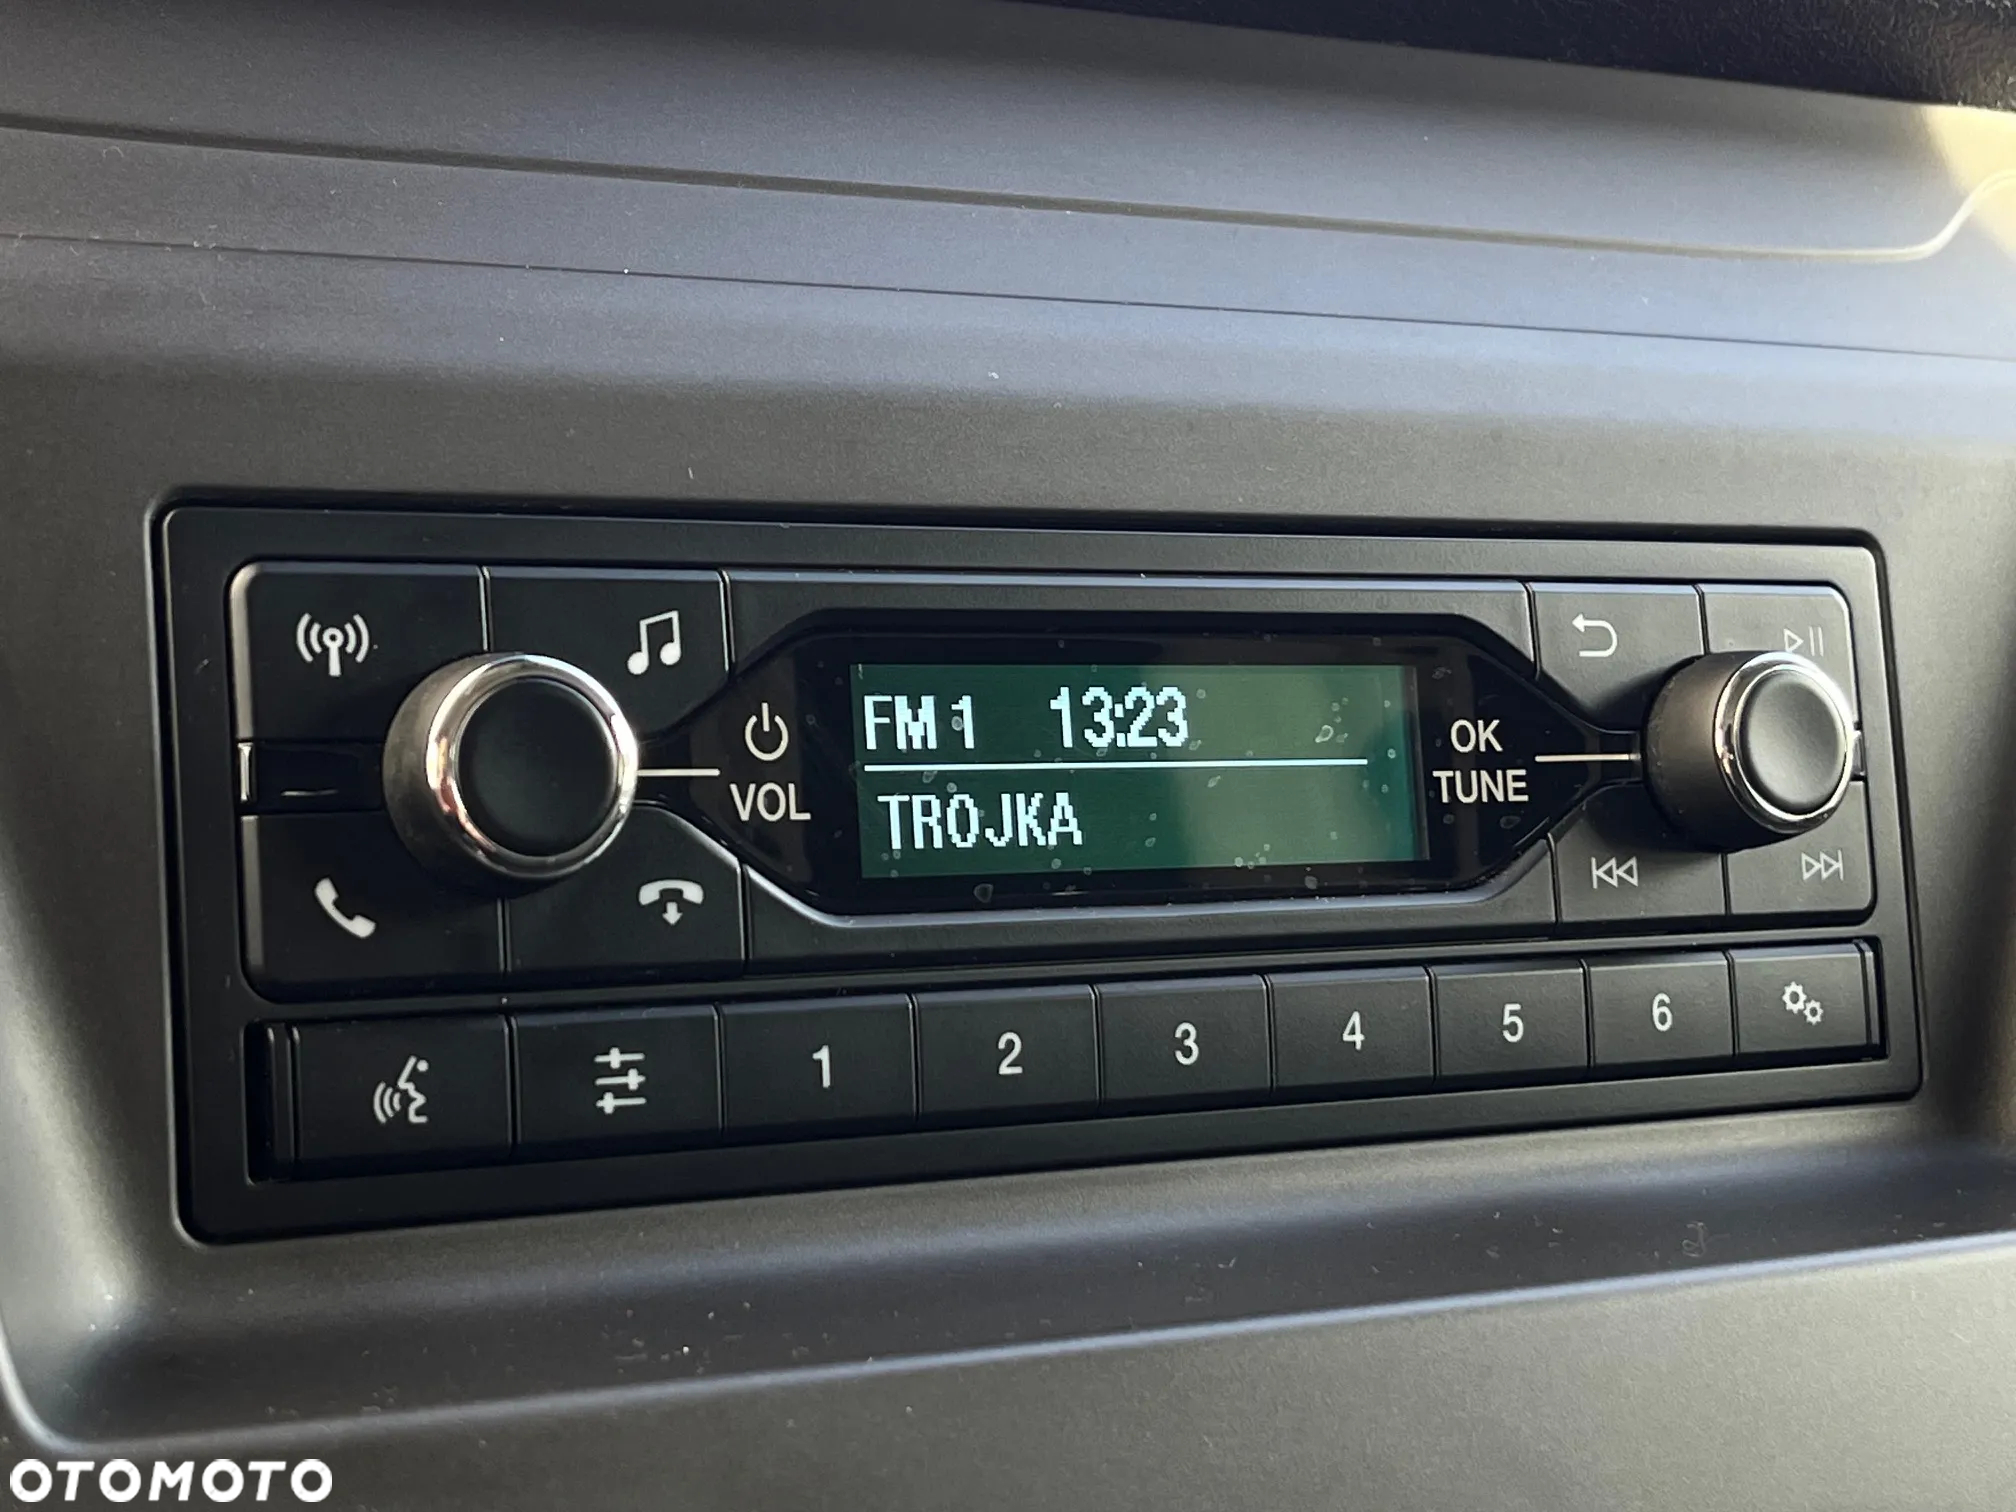 FM 1 13:23
TROJKA
VOL
OK
TUNE
1 2 3 4 5 6
OTOMOTO